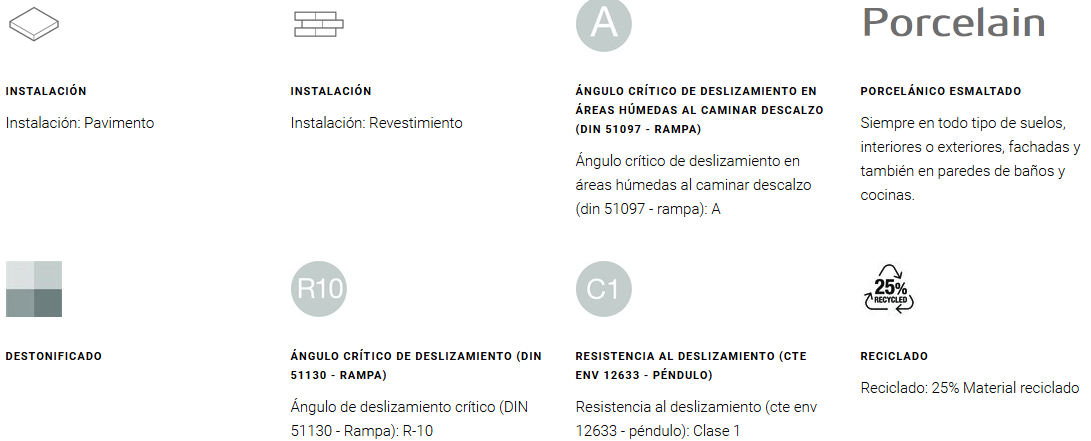 INSTALACIÓN
Instalación: Pavimento
INSTALACIÓN
Instalación: Revestimiento
A
ÁNGULO CRÍTICO DE DESLIZAMIENTO EN
ÁREAS HÚMEDAS AL CAMINAR DESCALZO
(DIN 51097 - RAMPA)
Ángulo crítico de deslizamiento en
áreas húmedas al caminar descalzo
(din 51097 - rampa): A
Porcelain
PORCELÁNICO ESMALTADO
Siempre en todo tipo de suelos,
interiores o exteriores, fachadas y
también en paredes de baños y
cocinas.
DESTONIFICADO
R10
ÁNGULO CRÍTICO DE DESLIZAMIENTO (DIN
51130 - RAMPA)
Ángulo de deslizamiento crítico (DIN
51130 - Rampa): R-10
C1
RESISTENCIA AL DESLIZAMIENTO (CTE
ENV 12633 - PÉNDULO)
Resistencia al deslizamiento (cte env
12633 - péndulo): Clase 1
25%
RECYCLED
RECICLADO
Reciclado: 25% Material reciclado